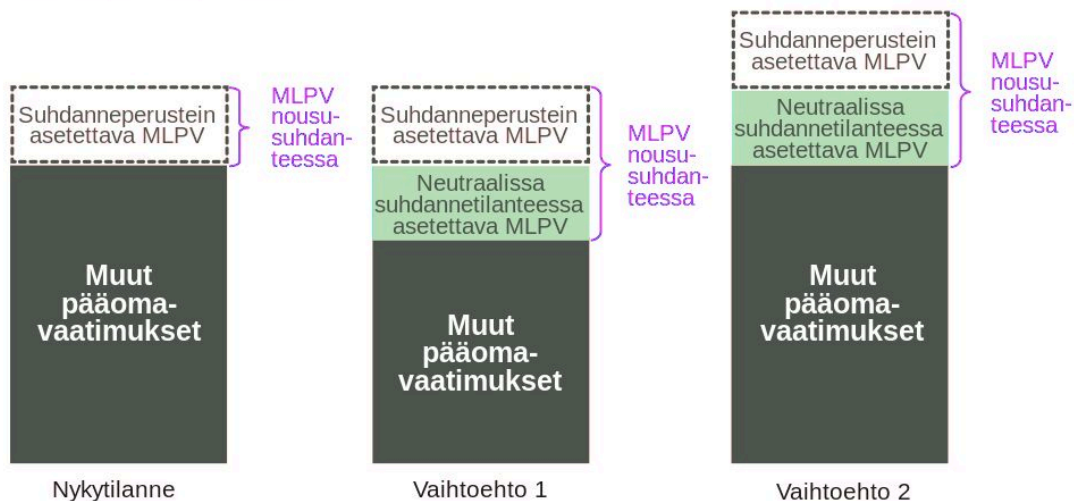 Suhdanneperustein
asetettava MLPV
MLPV
nousu-
suhdan-
teessa
Muut
pääoma-
vaatimukset
Nykytilanne
Suhdanneperustein
asetettava MLPV
Neutraalissa
suhdannetilanteessa
asetettava MLPV
MLPV
nousu-
suhdan-
teessa
Muut
pääoma-
vaatimukset
Vaihtoehto 1
Suhdanneperustein
asetettava MLPV
Neutraalissa
suhdannetilanteessa
asetettava MLPV
MLPV
nousu-
suhdan-
teessa
Muut
pääoma-
vaatimukset
Vaihtoehto 2